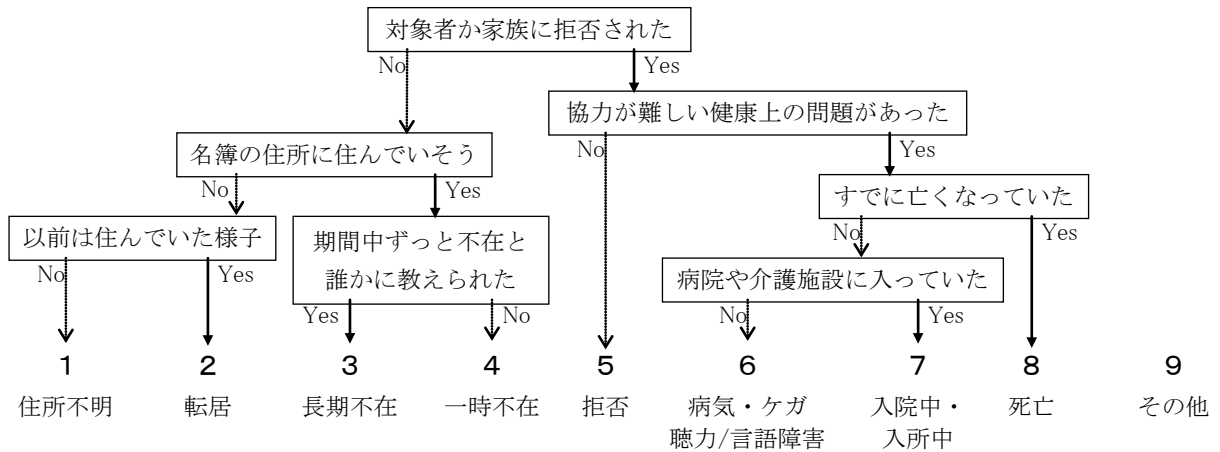 対象者か家族に拒否された
No
Yes
協力が難しい健康上の問題があった
名簿の住所に住んでいそう
No
Yes
No
Yes
すでに亡くなっていた
以前は住んでいた様子
期間中ずっと不在と
誰かに教えられた
No
Yes
病院や介護施設に入っていた
No
Yes
Yes
No
No
Yes
1
2
3
4
5
6
7
8
9
住所不明
転居
長期不在
一時不在
拒否
病気・ケガ
聴力/言語障害
入院中・
入所中
死亡
その他